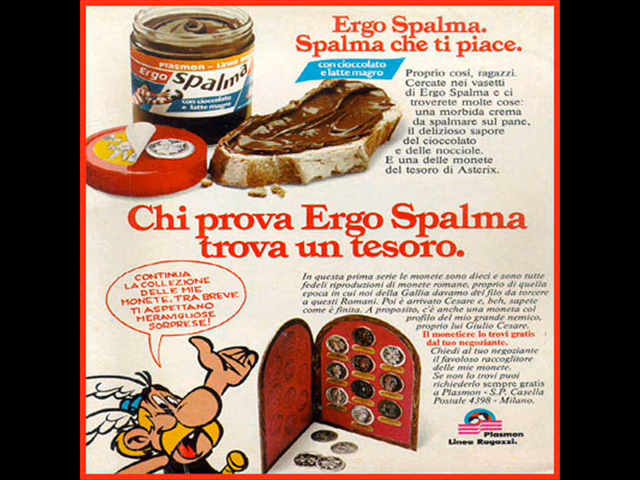 Ergo Spalma.
Spalma che ti piace.
con cioccolato
e latte magro
Plasmon - Linea
Ergo Spalma
con cioccolato
e latte magro
Proprio così, ragazzi.
Cercate nei vasetti
di Ergo Spalma e ci
troverete molte cose:
una morbida crema
da spalmare sul pane,
il delizioso sapore
del cioccolato
e delle nocciole.
E una delle monete
del tesoro di Asterix.
Chi prova Ergo Spalma
trova un tesoro.
CONTINUA
LA COLLEZIONE
DELLE MIE
MONETE, TRA BREVE
TI ASPETTANO
MERAVIGLIOSE
SORPRESE!
In questa prima serie le monete sono dieci e sono tutte
fedeli riproduzioni di monete romane, proprio di quella
epoca in cui noi della Gallia davamo del filo da torcere
a questi Romani. Poi è arrivato Cesare e, beh, sapete
come è finita. A proposito, c'è anche una moneta col
profilo del mio grande nemico,
proprio lui Giulio Cesare.
Il monetiere lo trovi gratis
dal tuo negoziante.
Chiedi al tuo negoziante
il favoloso raccoglitore
delle mie monete.
Se non lo trovi puoi
richiederlo sempre gratis
a Plasmon - S.P. Casella
Postale 4398 - Milano.
Plasmon
Linea Ragazzi.